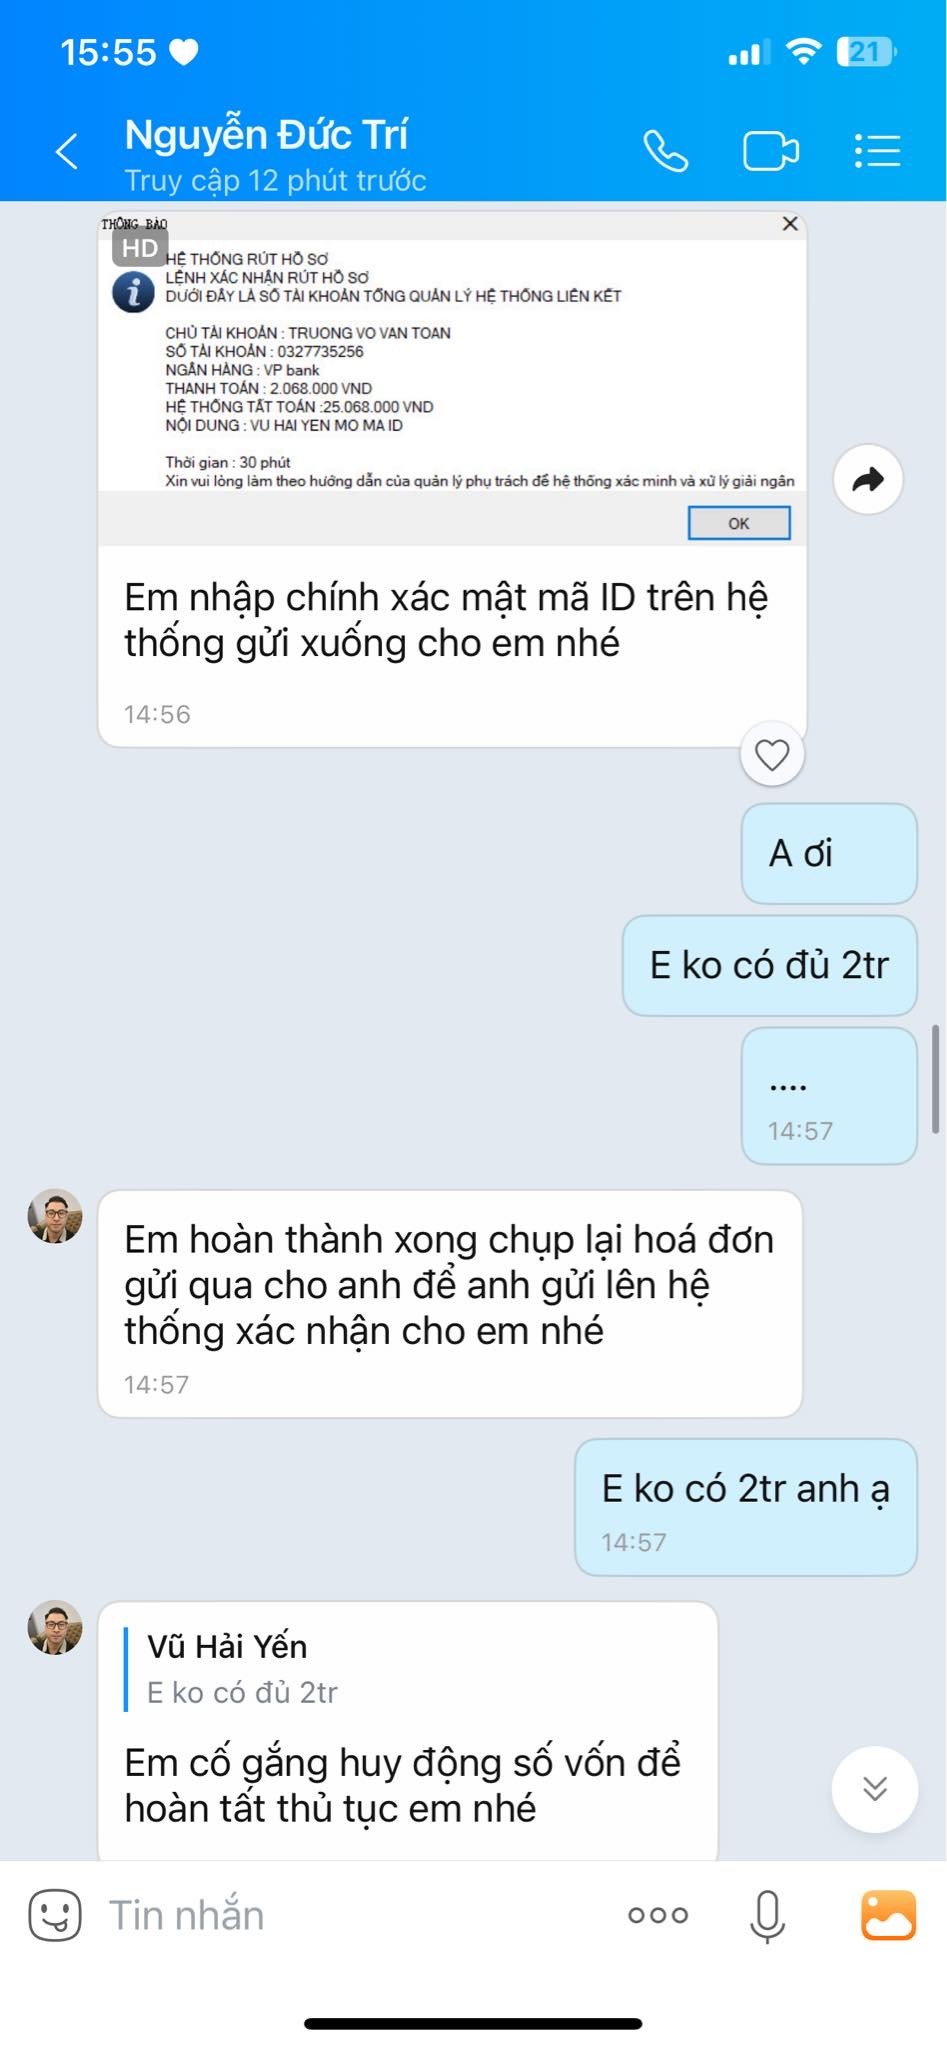 15:55
21
Nguyễn Đức Trí
Truy cập 12 phút trước
THÔNG BÁO
HD
HỆ THỐNG RÚT HỒ SƠ
LỆNH XÁC NHẬN RÚT HỒ SƠ
DƯỚI ĐÂY LÀ SỐ TÀI KHOẢN TỔNG QUẢN LÝ HỆ THỐNG LIÊN KẾT
CHỦ TÀI KHOẢN : TRUONG VO VAN TOAN
SỐ TÀI KHOẢN : 0327735256
NGÂN HÀNG : VP bank
THANH TOÁN : 2.068.000 VND
HỆ THỐNG TẤT TOÁN :25.068.000 VND
NỘI DUNG : VU HAI YEN MO MA ID
Thời gian : 30 phút
Xin vui lòng làm theo hướng dẫn của quản lý phụ trách để hệ thống xác minh và xử lý giải ngân
OK
Em nhập chính xác mật mã ID trên hệ
thống gửi xuống cho em nhé
14:56
A ơi
E ko có đủ 2tr
....
14:57
Em hoàn thành xong chụp lại hoá đơn
gửi qua cho anh để anh gửi lên hệ
thống xác nhận cho em nhé
14:57
E ko có 2tr anh ạ
14:57
Vũ Hải Yến
E ko có đủ 2tr
Em cố gắng huy động số vốn để
hoàn tất thủ tục em nhé
Tin nhắn